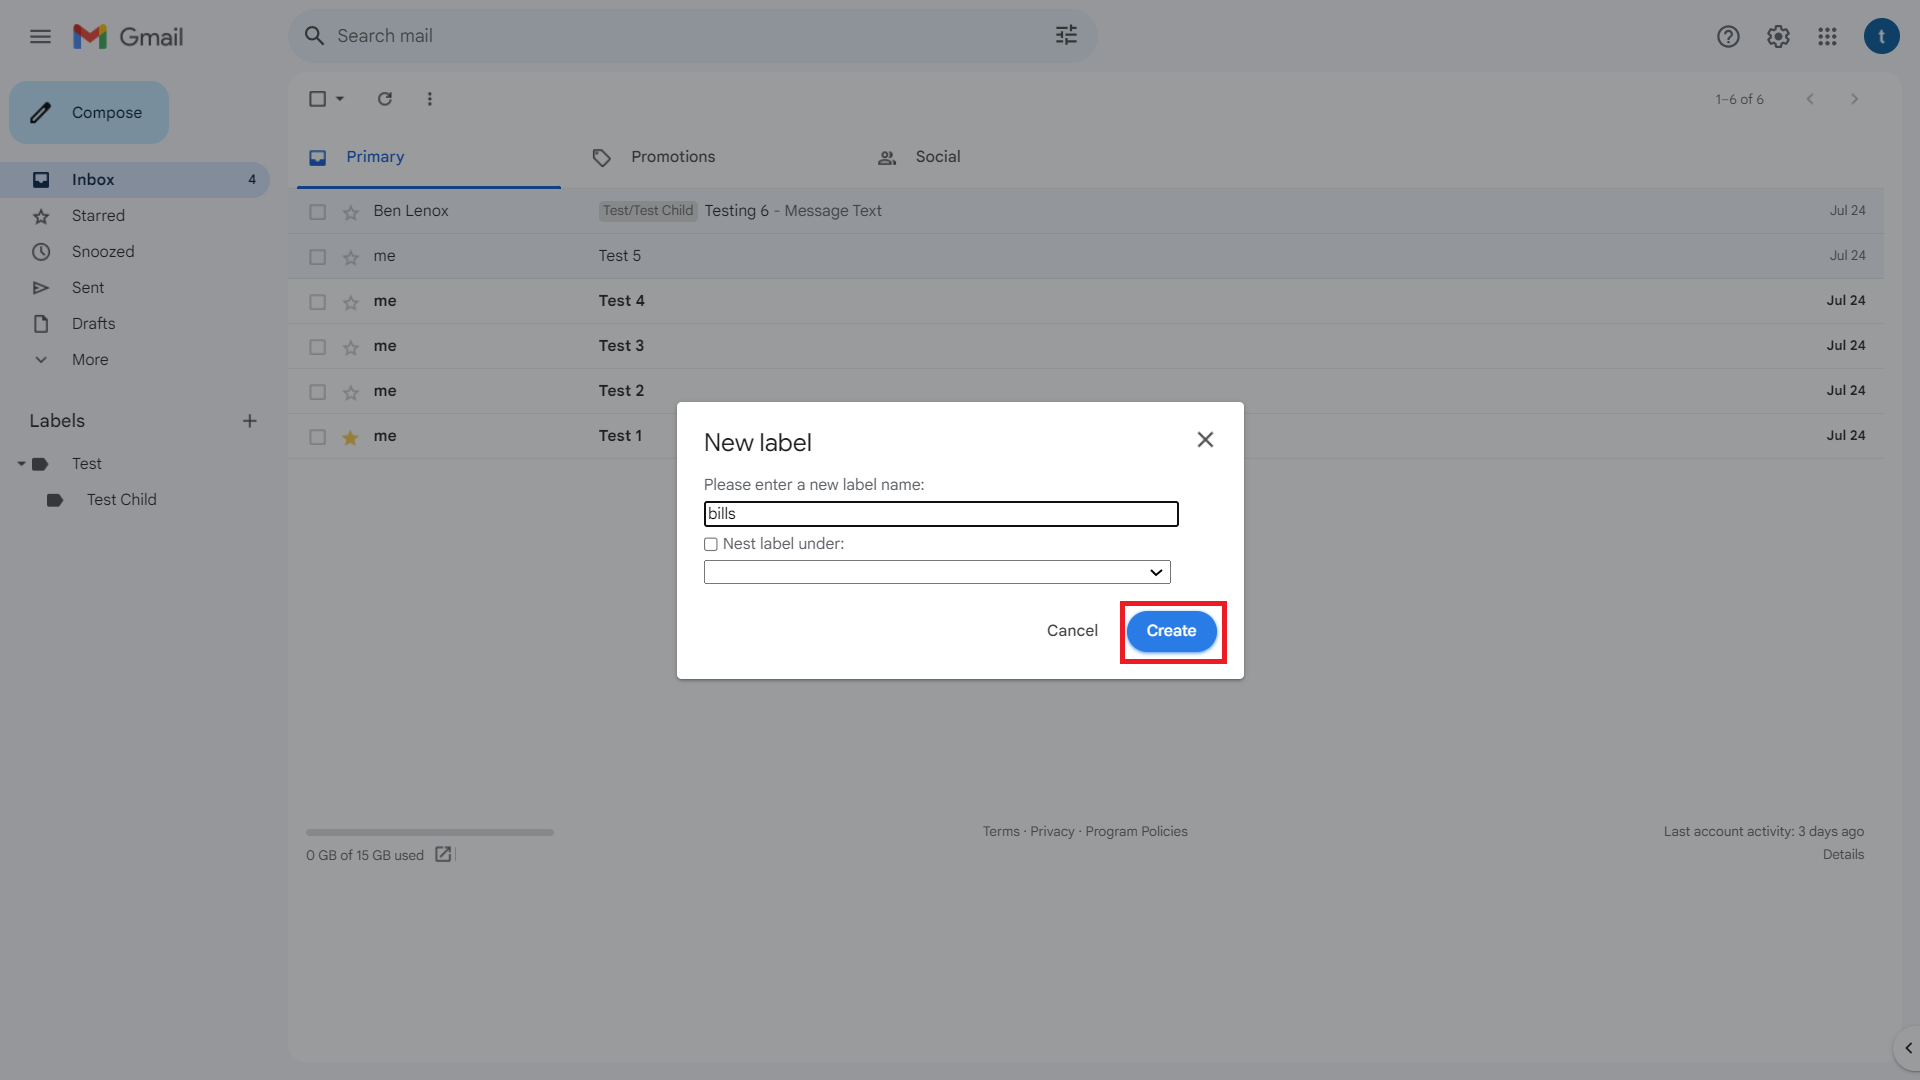 Gmail
Search mail
t
Compose
1–6 of 6
Primary
Promotions
Social
Inbox 4
Starred
Snoozed
Sent
Drafts
More
Labels
Test
Test Child
Ben Lenox Test/Test Child Testing 6 - Message Text Jul 24
me Test 5 Jul 24
me Test 4 Jul 24
me Test 3 Jul 24
me Test 2 Jul 24
me Test 1 Jul 24
New label
Please enter a new label name:
bills
Nest label under:
Cancel Create
Terms · Privacy · Program Policies
Last account activity: 3 days ago
0 GB of 15 GB used
Details